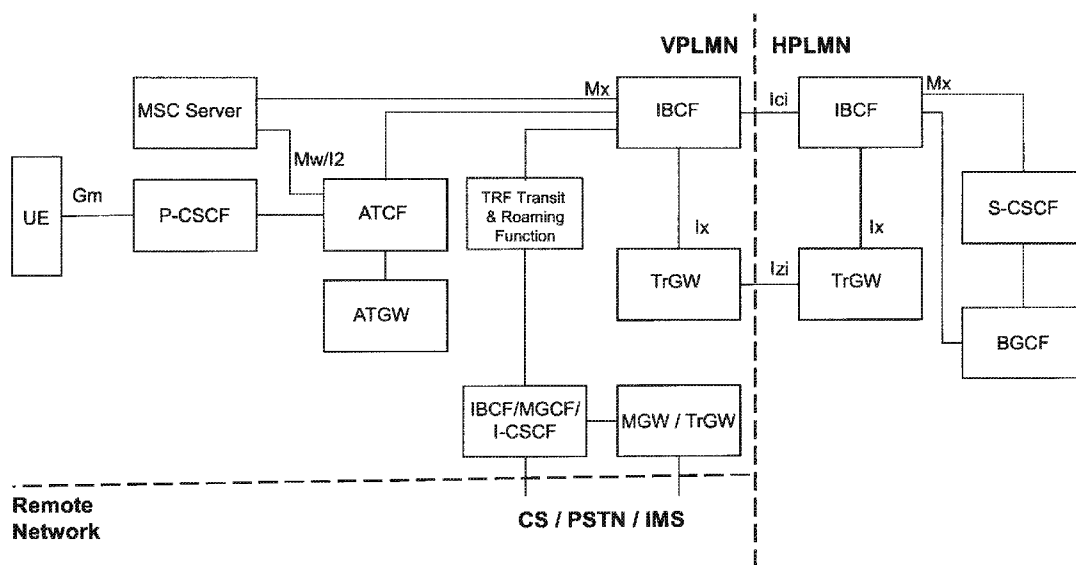 VPLMN
HPLMN
MSC Server
Mx
IBCF
Ici
IBCF
Mx
Mw/I2
UE
Gm
P-CSCF
ATCF
TRF Transit
& Roaming
Function
S-CSCF
Ix
Ix
ATGW
TrGW
Izi
TrGW
BGCF
IBCF/MGCF/
I-CSCF
MGW / TrGW
Remote
Network
CS / PSTN / IMS